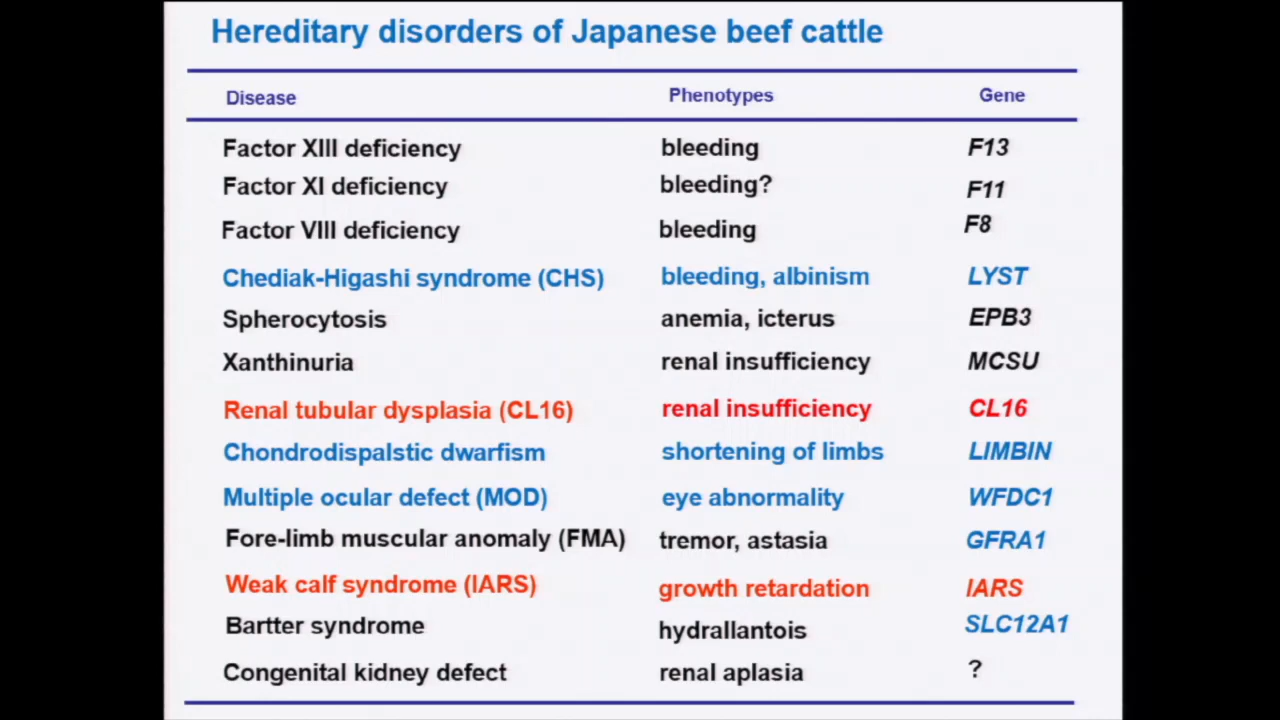 Hereditary disorders of Japanese beef cattle
Disease Phenotypes Gene
Factor XIII deficiency bleeding F13
Factor XI deficiency bleeding? F11
Factor VIII deficiency bleeding F8
Chediak-Higashi syndrome (CHS) bleeding, albinism LYST
Spherocytosis anemia, icterus EPB3
Xanthinuria renal insufficiency MCSU
Renal tubular dysplasia (CL16) renal insufficiency CL16
Chondrodispalstic dwarfism shortening of limbs LIMBIN
Multiple ocular defect (MOD) eye abnormality WFDC1
Fore-limb muscular anomaly (FMA) tremor, astasia GFRA1
Weak calf syndrome (IARS) growth retardation IARS
Bartter syndrome hydrallantois SLC12A1
Congenital kidney defect renal aplasia ?